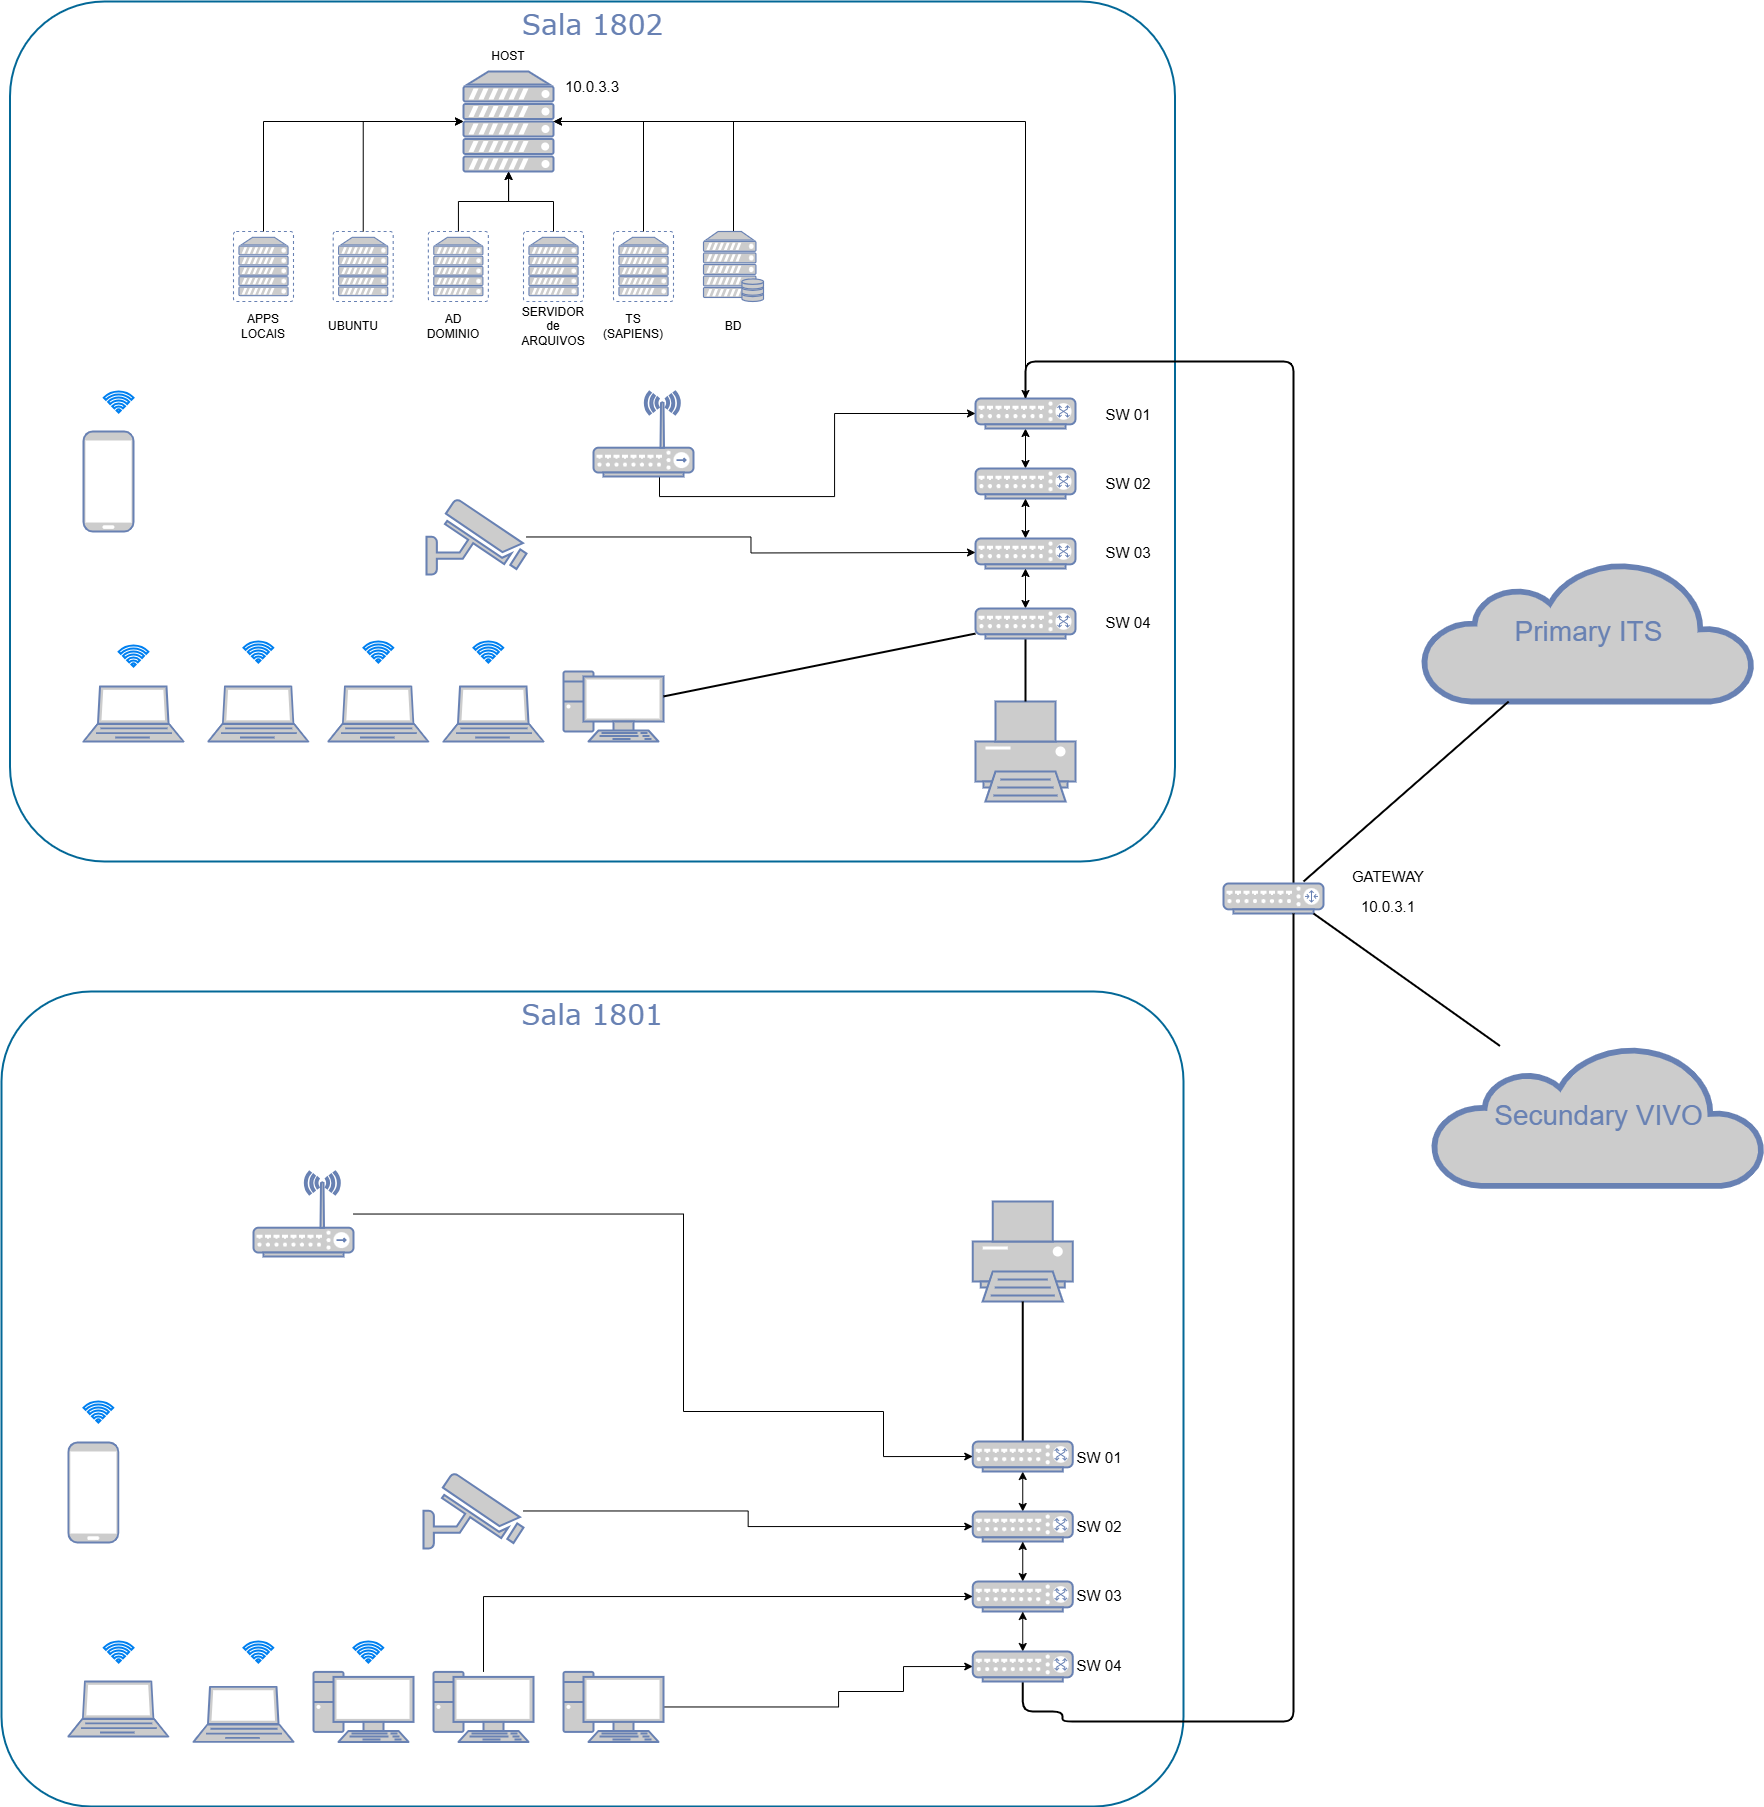 Sala 1802
HOST
10.0.3.3
APPS
LOCAIS
UBUNTU
AD
DOMINIO
SERVIDOR
de
ARQUIVOS
TS
(SAPIENS)
BD
SW 01
SW 02
SW 03
SW 04
Primary ITS
GATEWAY
10.0.3.1
Secundary VIVO
Sala 1801
SW 01
SW 02
SW 03
SW 04